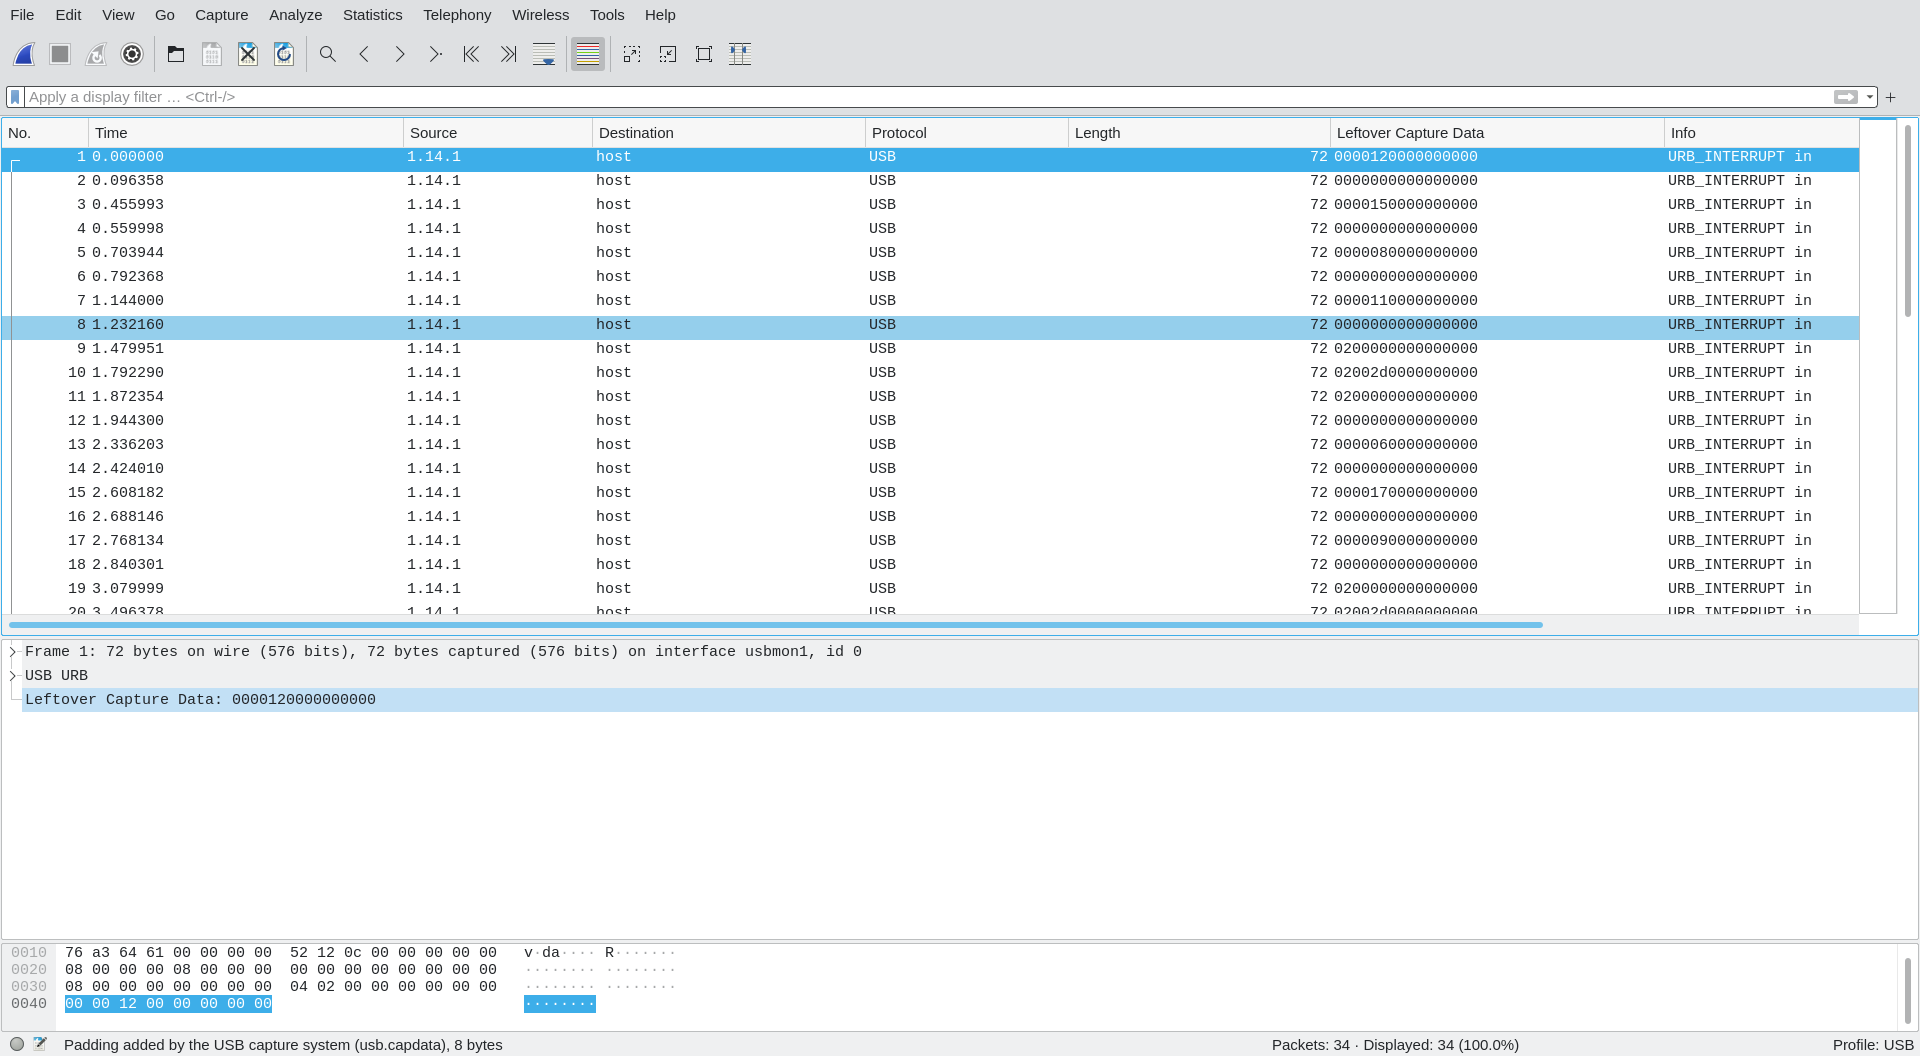 File Edit View Go Capture Analyze Statistics Telephony Wireless Tools Help
Apply a display filter … <Ctrl-/>
No. Time Source Destination Protocol Length Leftover Capture Data Info
1 0.000000 1.14.1 host USB 72 0000120000000000 URB_INTERRUPT in
2 0.096358 1.14.1 host USB 72 0000000000000000 URB_INTERRUPT in
3 0.455993 1.14.1 host USB 72 0000150000000000 URB_INTERRUPT in
4 0.559998 1.14.1 host USB 72 0000000000000000 URB_INTERRUPT in
5 0.703944 1.14.1 host USB 72 0000080000000000 URB_INTERRUPT in
6 0.792368 1.14.1 host USB 72 0000000000000000 URB_INTERRUPT in
7 1.144000 1.14.1 host USB 72 0000110000000000 URB_INTERRUPT in
8 1.232160 1.14.1 host USB 72 0000000000000000 URB_INTERRUPT in
9 1.479951 1.14.1 host USB 72 0200000000000000 URB_INTERRUPT in
10 1.792290 1.14.1 host USB 72 02002d0000000000 URB_INTERRUPT in
11 1.872354 1.14.1 host USB 72 0200000000000000 URB_INTERRUPT in
12 1.944300 1.14.1 host USB 72 0000000000000000 URB_INTERRUPT in
13 2.336203 1.14.1 host USB 72 0000060000000000 URB_INTERRUPT in
14 2.424010 1.14.1 host USB 72 0000000000000000 URB_INTERRUPT in
15 2.608182 1.14.1 host USB 72 0000170000000000 URB_INTERRUPT in
16 2.688146 1.14.1 host USB 72 0000000000000000 URB_INTERRUPT in
17 2.768134 1.14.1 host USB 72 0000090000000000 URB_INTERRUPT in
18 2.840301 1.14.1 host USB 72 0000000000000000 URB_INTERRUPT in
19 3.079999 1.14.1 host USB 72 0200000000000000 URB_INTERRUPT in
20 3.496378 1.14.1 host USB 72 02002d0000000000 URB_INTERRUPT in
Frame 1: 72 bytes on wire (576 bits), 72 bytes captured (576 bits) on interface usbmon1, id 0
USB URB
Leftover Capture Data: 0000120000000000
0010 76 a3 64 61 00 00 00 00 52 12 0c 00 00 00 00 00 v·da···· R·······
0020 08 00 00 00 08 00 00 00 00 00 00 00 00 00 00 00 ········ ········
0030 08 00 00 00 00 00 00 00 04 02 00 00 00 00 00 00 ········ ········
0040 00 00 12 00 00 00 00 00 ········
Padding added by the USB capture system (usb.capdata), 8 bytes Packets: 34 · Displayed: 34 (100.0%) Profile: USB